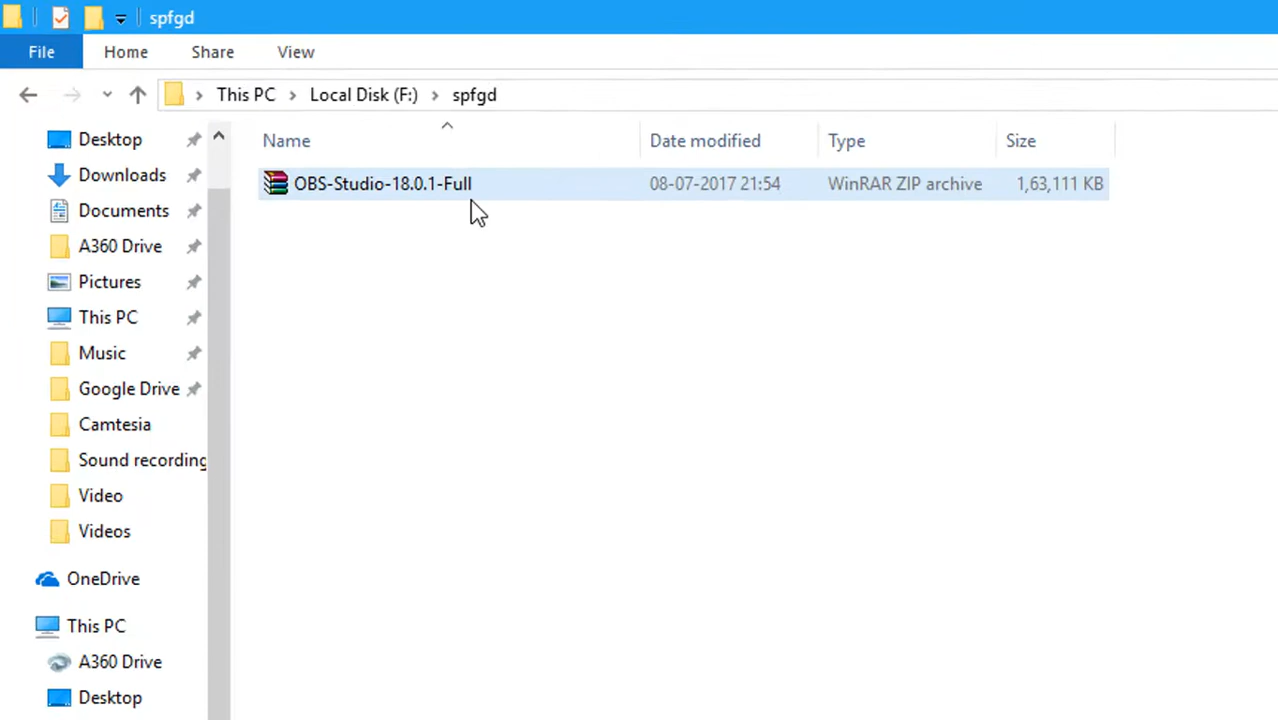 spfgd
File Home Share View
This PC Local Disk (F:) spfgd
Name Date modified Type Size
OBS-Studio-18.0.1-Full 08-07-2017 21:54 WinRAR ZIP archive 1,63,111 KB
Desktop
Downloads
Documents
A360 Drive
Pictures
This PC
Music
Google Drive
Camtesia
Sound recording
Video
Videos
OneDrive
This PC
A360 Drive
Desktop